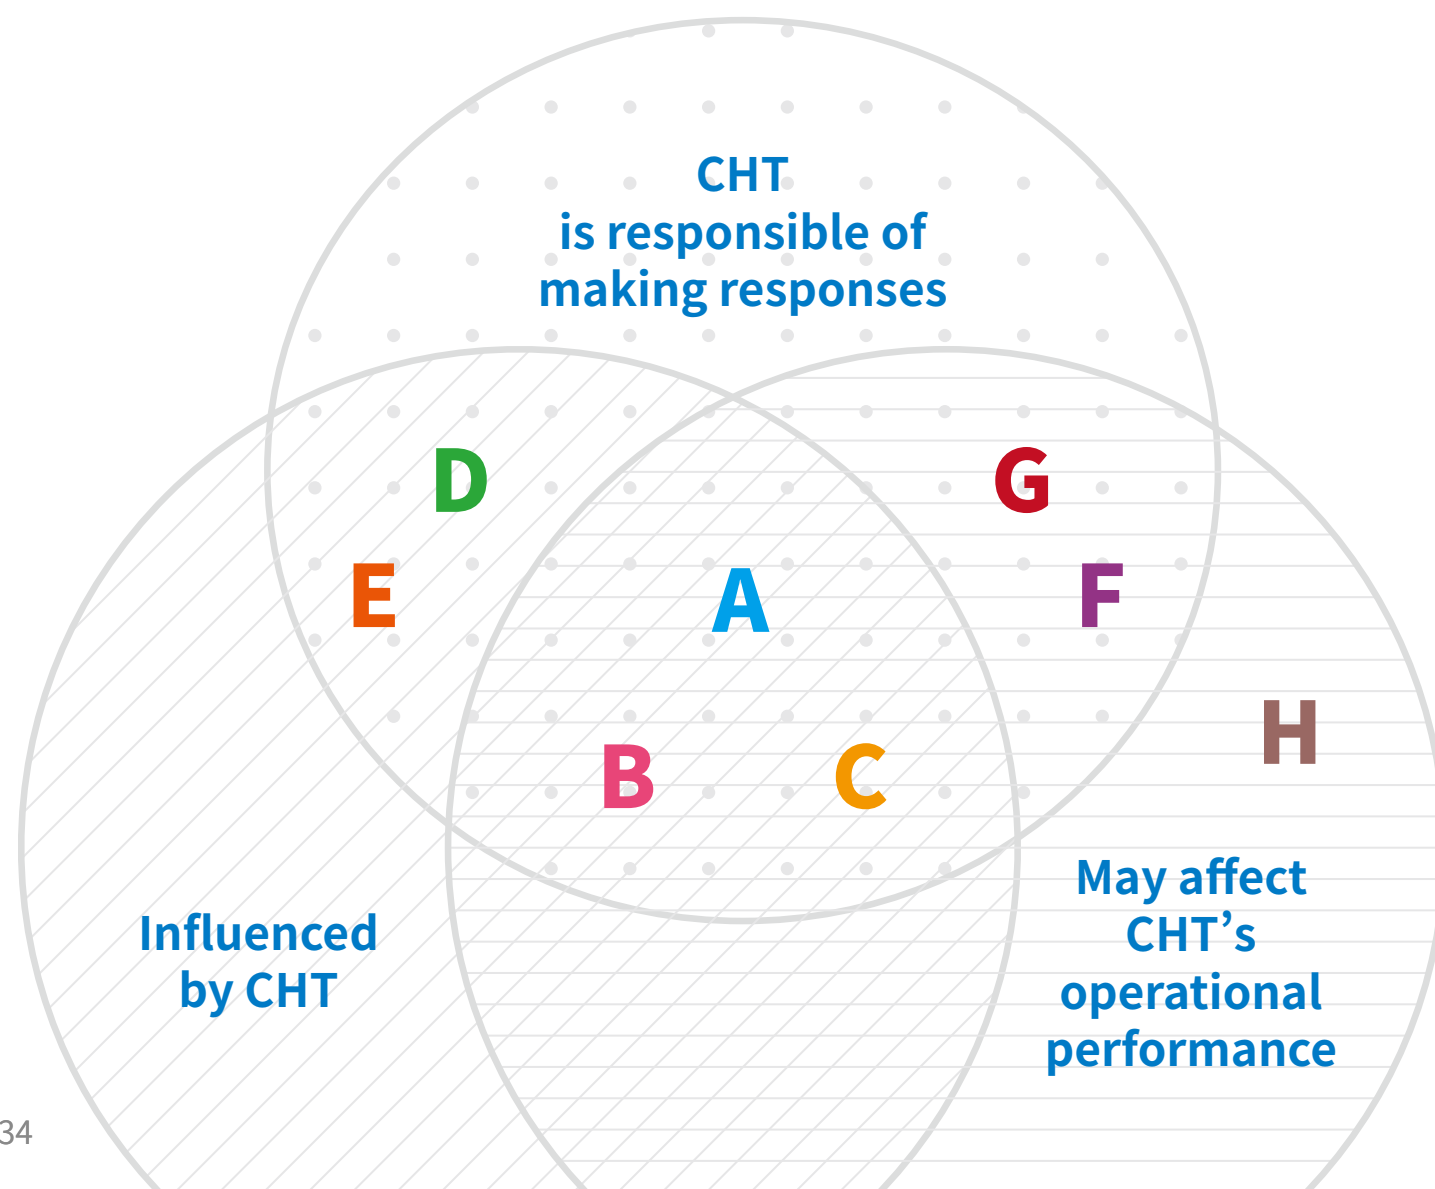 CHT
is responsible of
making responses
D
G
E
A
F
H
B
C
May affect
CHT's
operational
performance
Influenced
by CHT
34